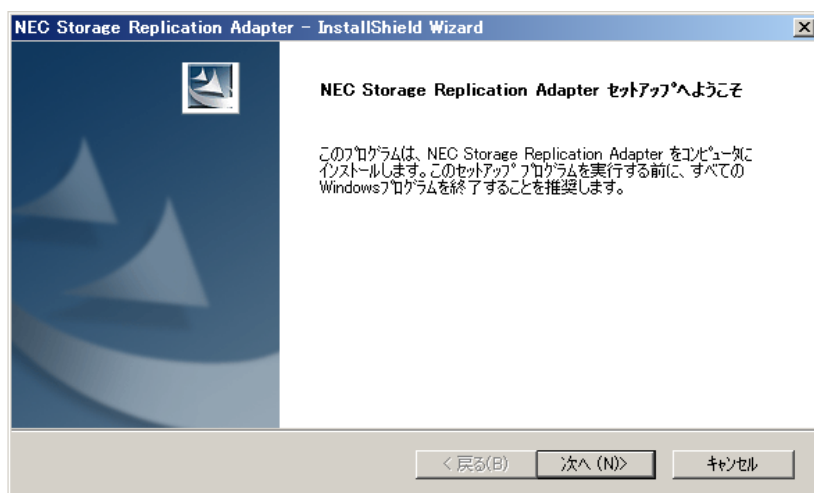 NEC Storage Replication Adapter - InstallShield Wizard
NEC Storage Replication Adapter ｾｯﾄｱｯﾌﾟへようこそ
このﾌﾟﾛｸﾞﾗﾑは、NEC Storage Replication Adapter をｺﾝﾋﾟｭｰﾀに
ｲﾝｽﾄｰﾙします。このｾｯﾄｱｯﾌﾟ ﾌﾟﾛｸﾞﾗﾑを実行する前に、すべての
Windowsﾌﾟﾛｸﾞﾗﾑを終了することを推奨します。
< 戻る(B)
次へ (N)>
ｷｬﾝｾﾙ